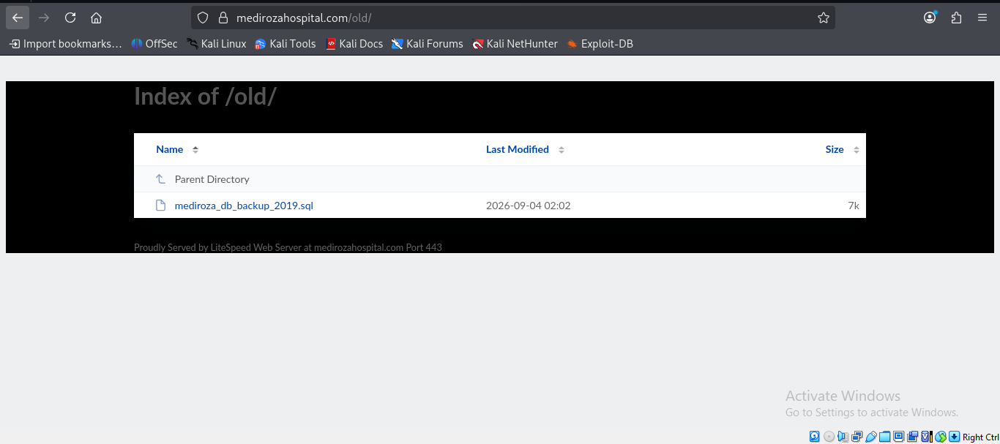 medirozahospital.com/old/
Import bookmarks... OffSec Kali Linux Kali Tools Kali Docs Kali Forums Kali NetHunter Exploit-DB
Index of /old/
Name Last Modified Size
Parent Directory
mediroza_db_backup_2019.sql 2026-09-04 02:02 7k
Proudly Served by LiteSpeed Web Server at medirozahospital.com Port 443
Activate Windows
Go to Settings to activate Windows.
Right Ctrl